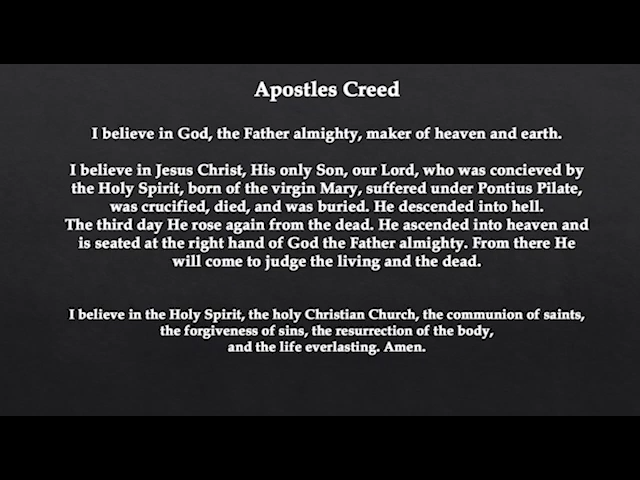 Apostles Creed
I believe in God, the Father almighty, maker of heaven and earth.
I believe in Jesus Christ, His only Son, our Lord, who was concieved by
the Holy Spirit, born of the virgin Mary, suffered under Pontius Pilate,
was crucified, died, and was buried. He descended into hell.
The third day He rose again from the dead. He ascended into heaven and
is seated at the right hand of God the Father almighty. From there He
will come to judge the living and the dead.
I believe in the Holy Spirit, the holy Christian Church, the communion of saints,
the forgiveness of sins, the resurrection of the body,
and the life everlasting. Amen.